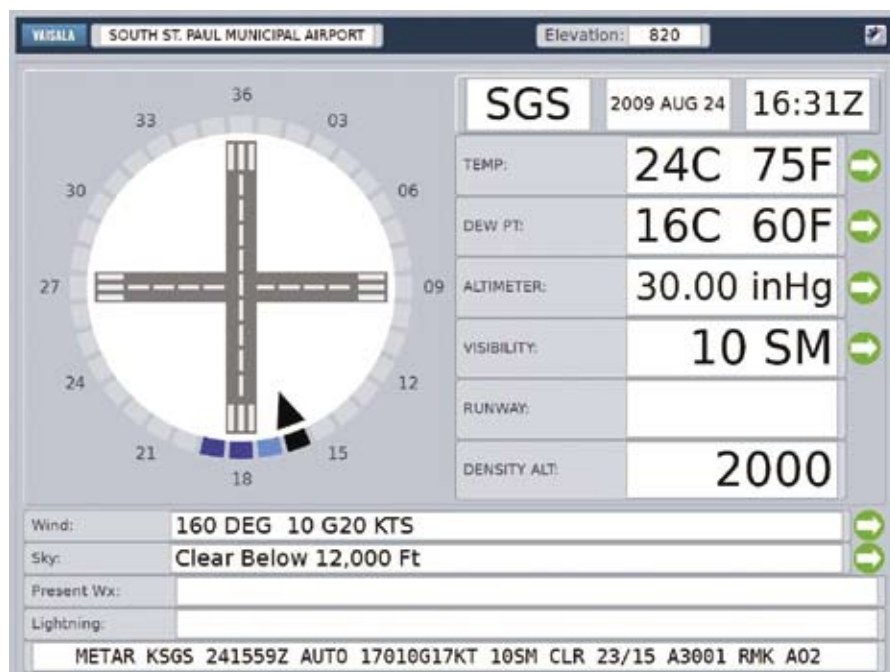 VAISALA SOUTH ST. PAUL MUNICIPAL AIRPORT Elevation: 820
SGS 2009 AUG 24 16:31Z
36
33 03
30 06
27 09
24 12
21 15
18
TEMP: 24C 75F
DEW PT: 16C 60F
ALTIMETER: 30.00 inHg
VISIBILITY: 10 SM
RUNWAY:
DENSITY ALT: 2000
Wind: 160 DEG 10 G20 KTS
Sky: Clear Below 12,000 Ft
Present Wx:
Lightning:
METAR KSGS 241559Z AUTO 17010G17KT 10SM CLR 23/15 A3001 RMK AO2